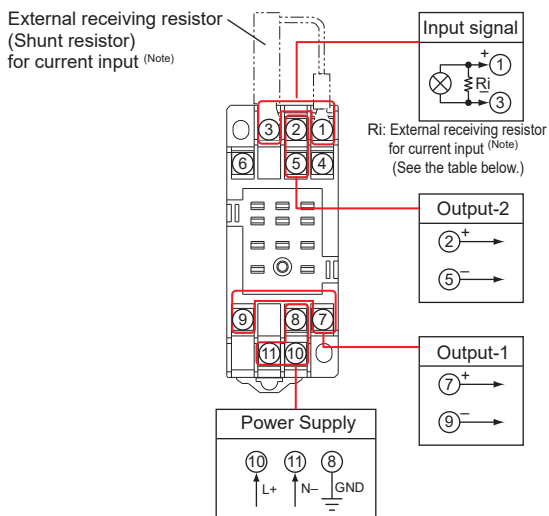 External receiving resistor
(Shunt resistor)
for current input (Note)
Input signal
+
1
Ri
–
3
Ri: External receiving resistor
for current input (Note)
(See the table below.)
3 2 1
6 5 4
Output-2
2 +
5 –
9 8 7
11 10
Output-1
7 +
9 –
Power Supply
10 11 8
L+ N– GND